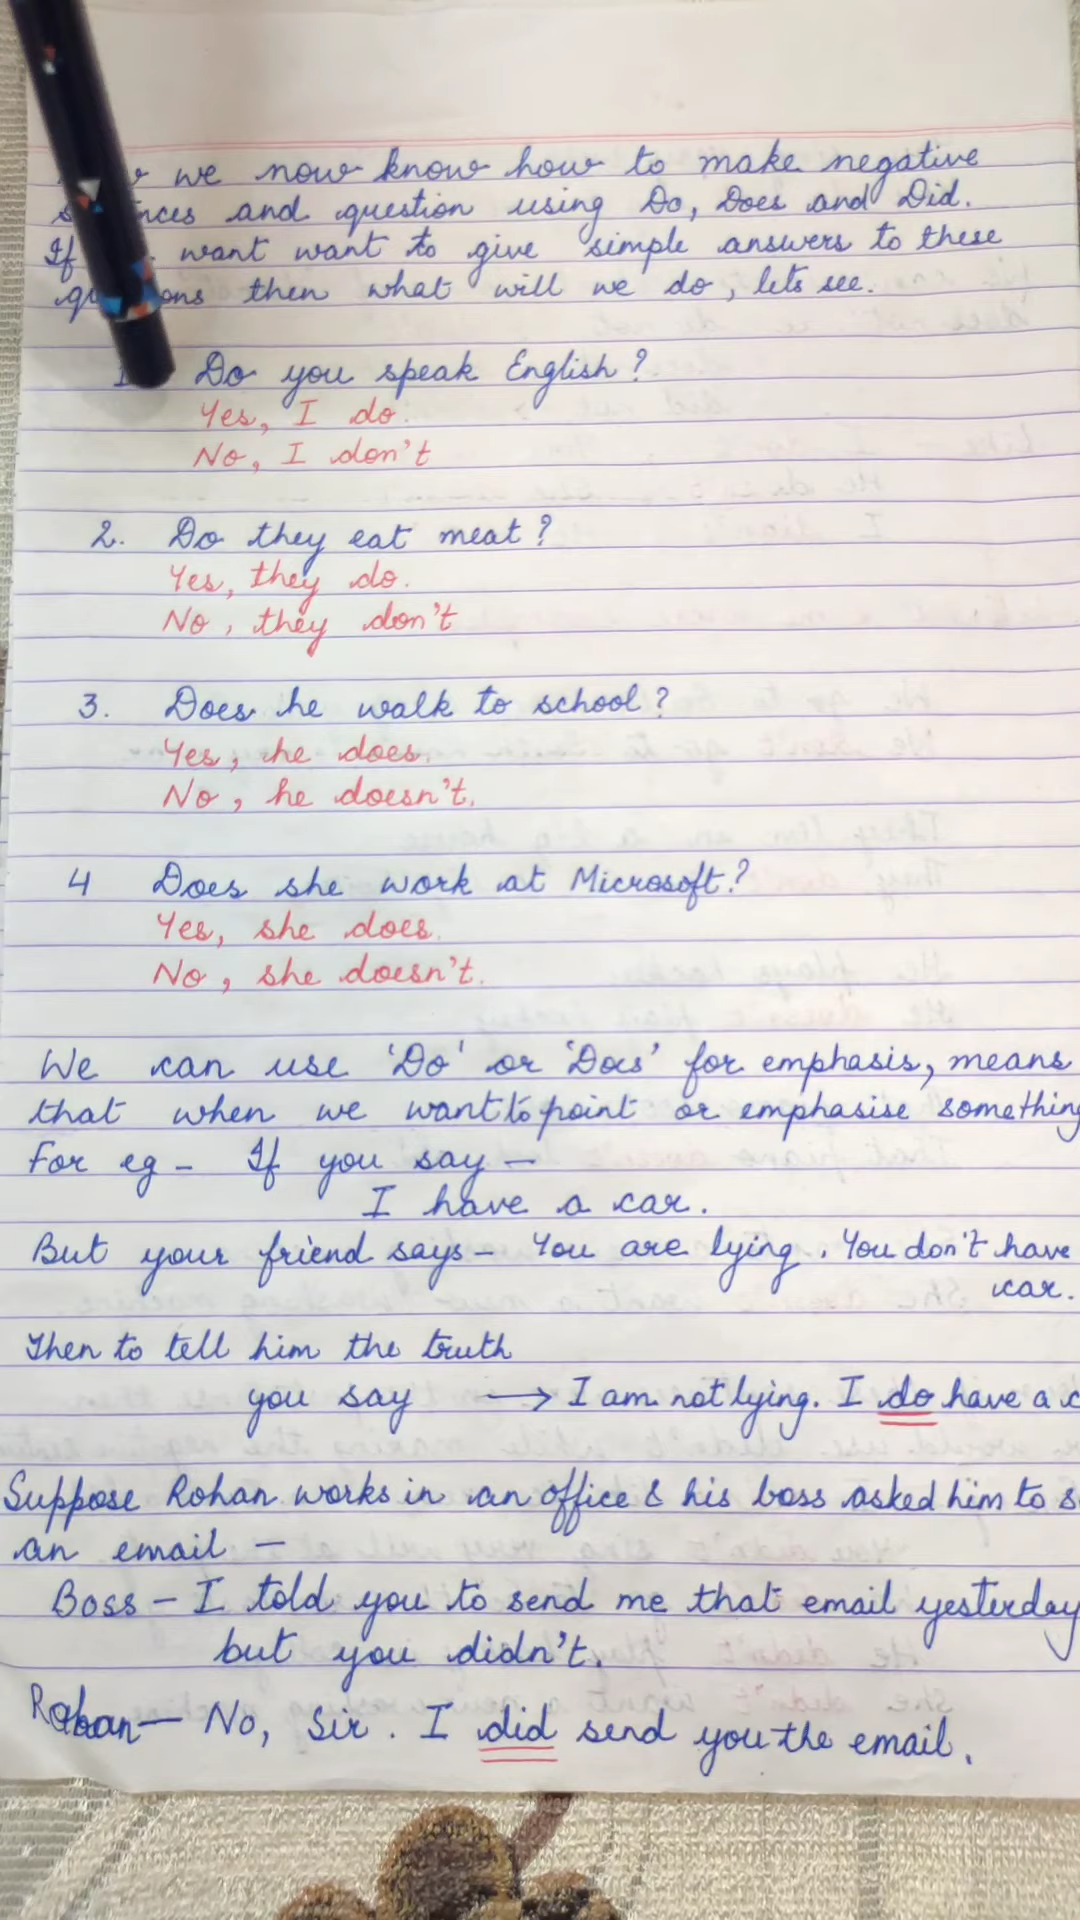 we now know how to make negative
and question using Do, Does and Did.
If want want to give simple answers to these
then what will we do, lets see.
Do you speak English?
Yes, I do.
No, I don't
2. Do they eat meat?
Yes, they do.
No, they don't
3. Does he walk to school?
Yes, he does.
No, he doesn't.
4 Does she work at Microsoft?
Yes, she does.
No, she doesn't.
We can use 'Do' or 'Does' for emphasis, means
that when we want to point or emphasise something
For eg - If you say -
I have a car.
But your friend says - You are lying. You don't have
car.
Then to tell him the truth
you say → I am not lying. I do have a
Suppose Rohan works in an office & his boss asked him to
an email -
Boss - I told you to send me that email yesterday
but you didn't.
Rohan - No, Sir. I did send you the email.